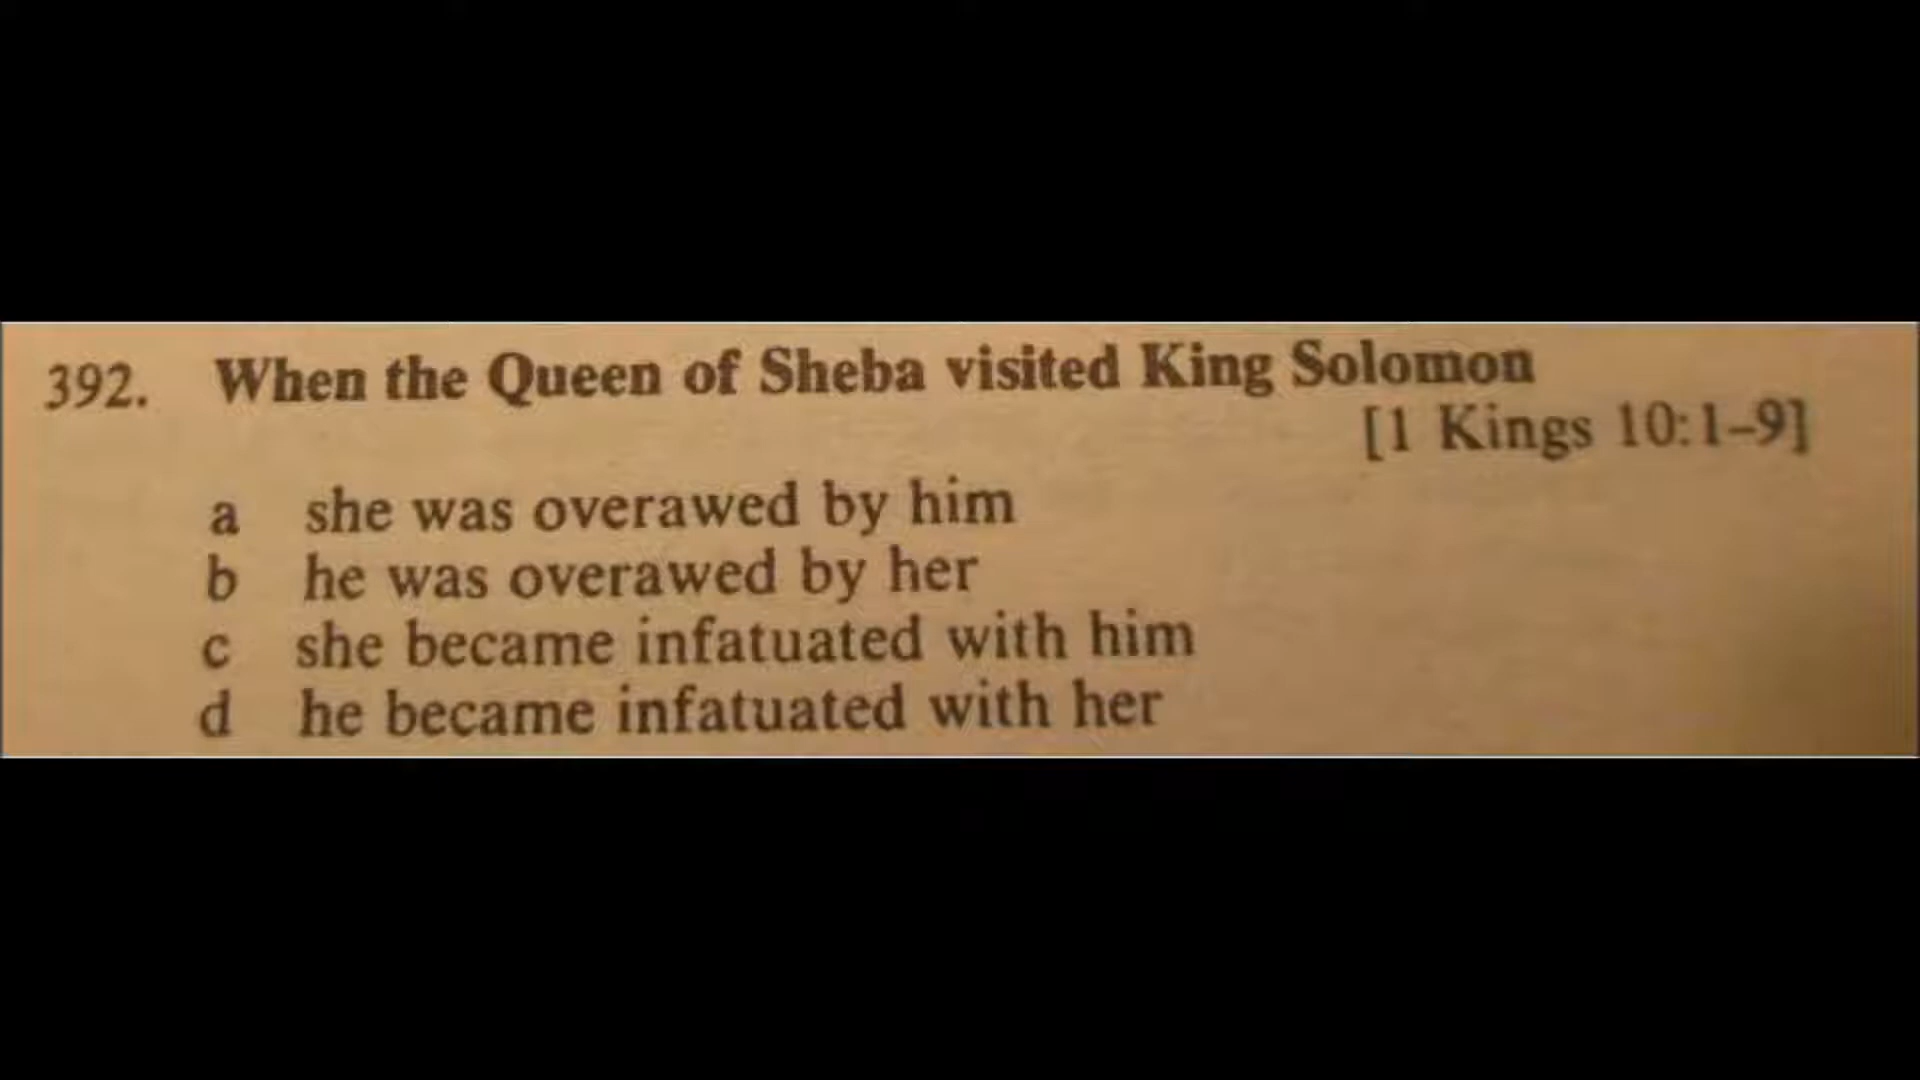 392. When the Queen of Sheba visited King Solomon
[1 Kings 10:1–9]
a she was overawed by him
b he was overawed by her
c she became infatuated with him
d he became infatuated with her